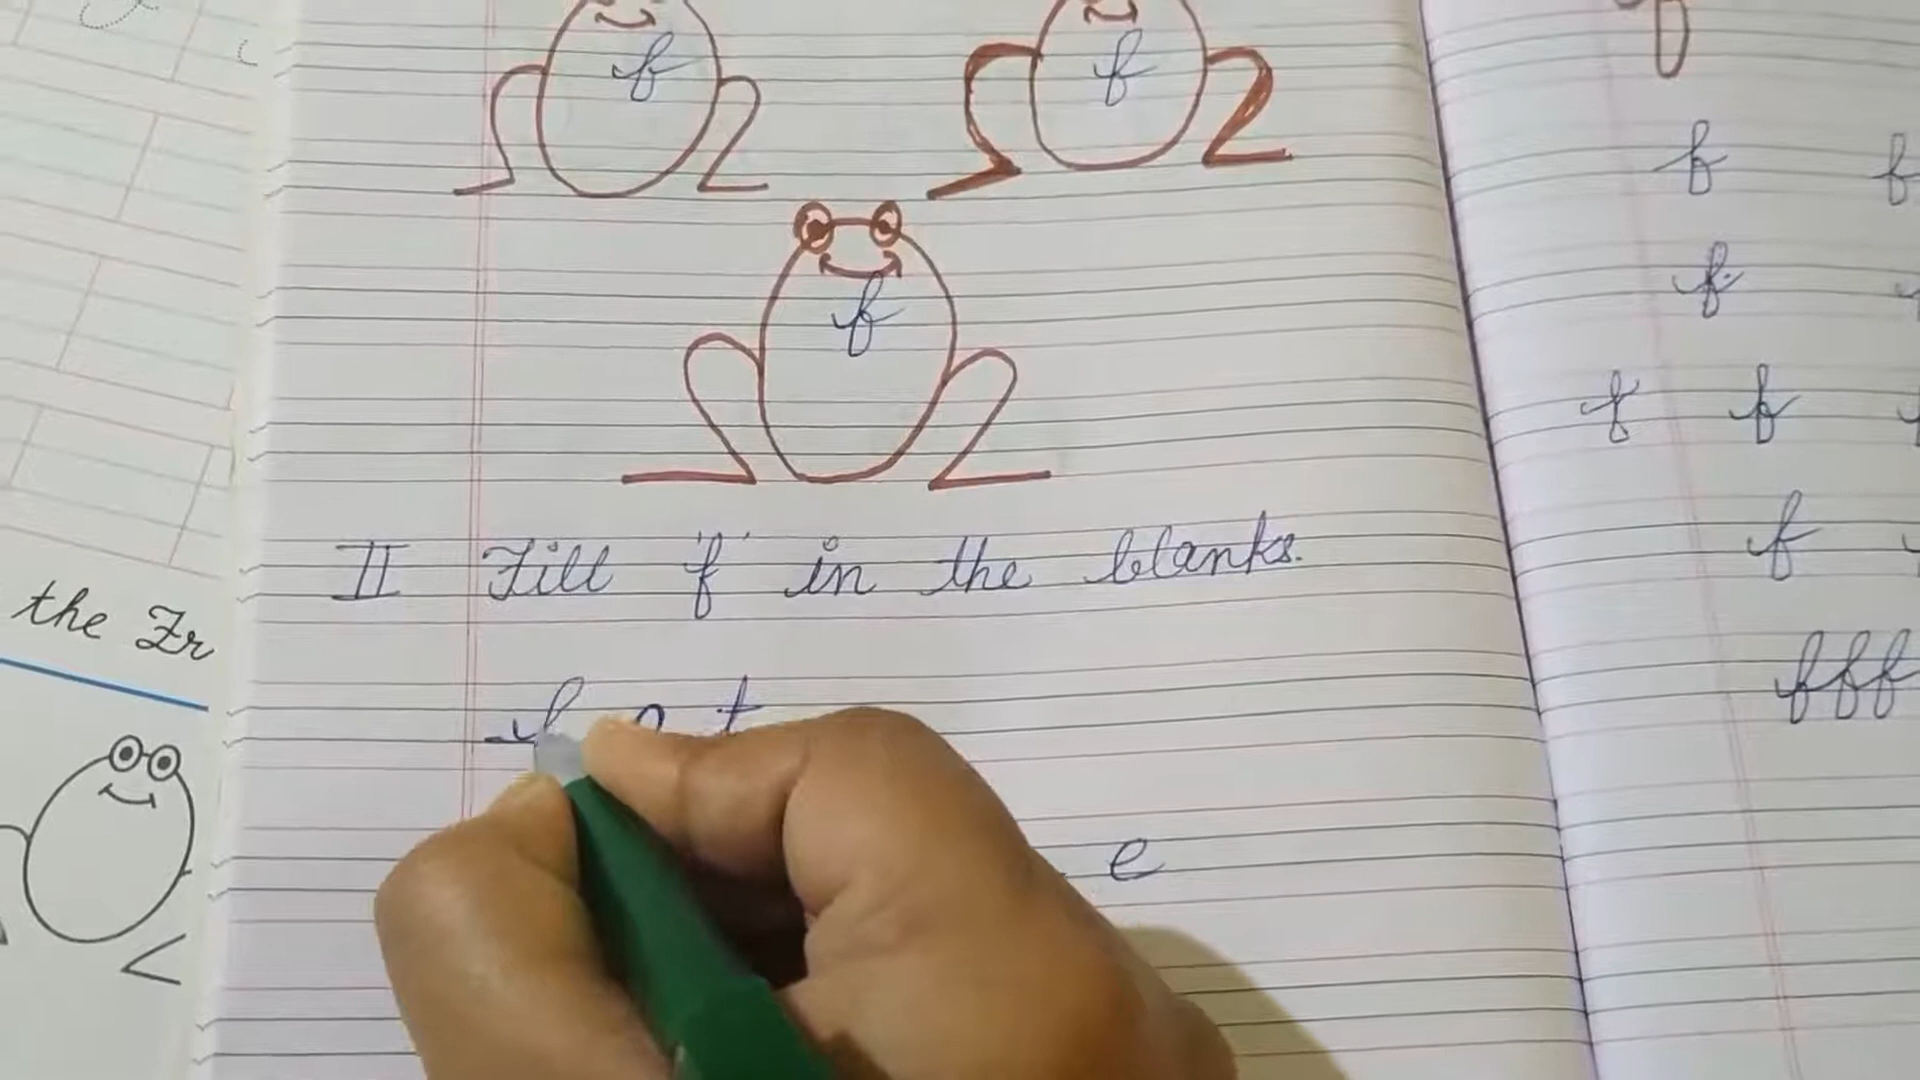 f f
f
II Fill 'f' in the blanks.
f t
e
the Fr
f f
f
f f
f
fff